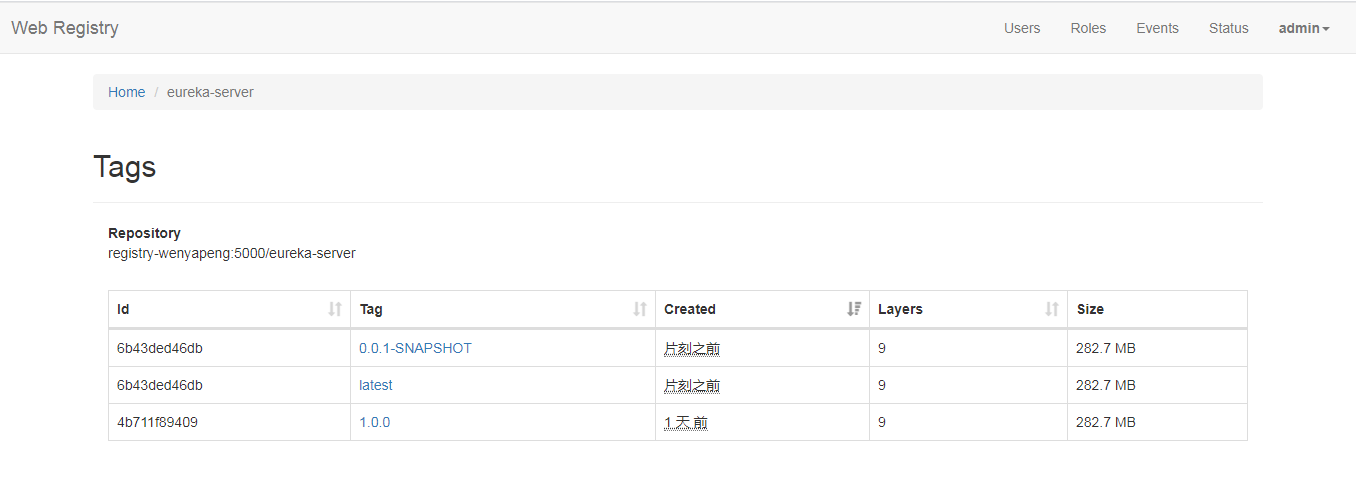 Web Registry Users Roles Events Status admin
Home / eureka-server
Tags
Repository
registry-wenyapeng:5000/eureka-server
Id Tag Created Layers Size
6b43ded46db 0.0.1-SNAPSHOT 片刻之前 9 282.7 MB
6b43ded46db latest 片刻之前 9 282.7 MB
4b711f89409 1.0.0 1 天 前 9 282.7 MB